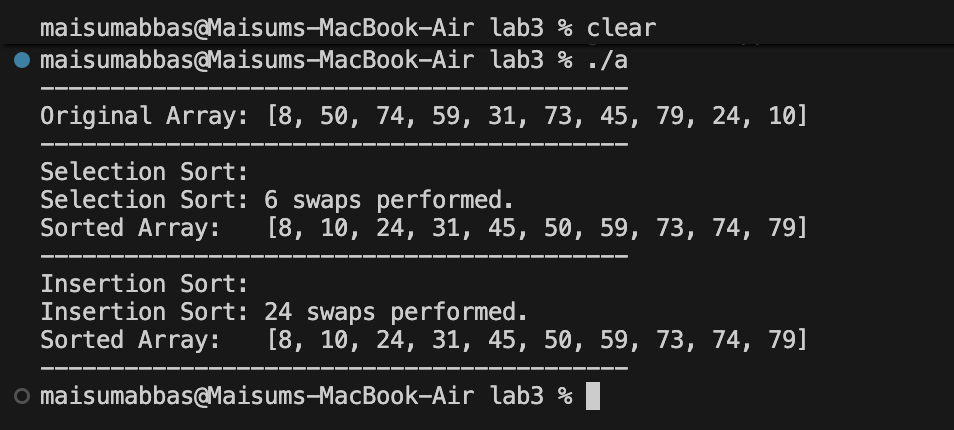 maisumabbas@Maisums-MacBook-Air lab3 % clear
maisumabbas@Maisums-MacBook-Air lab3 % ./a
------------------------------------------
Original Array: [8, 50, 74, 59, 31, 73, 45, 79, 24, 10]
------------------------------------------
Selection Sort:
Selection Sort: 6 swaps performed.
Sorted Array:   [8, 10, 24, 31, 45, 50, 59, 73, 74, 79]
------------------------------------------
Insertion Sort:
Insertion Sort: 24 swaps performed.
Sorted Array:   [8, 10, 24, 31, 45, 50, 59, 73, 74, 79]
------------------------------------------
maisumabbas@Maisums-MacBook-Air lab3 %